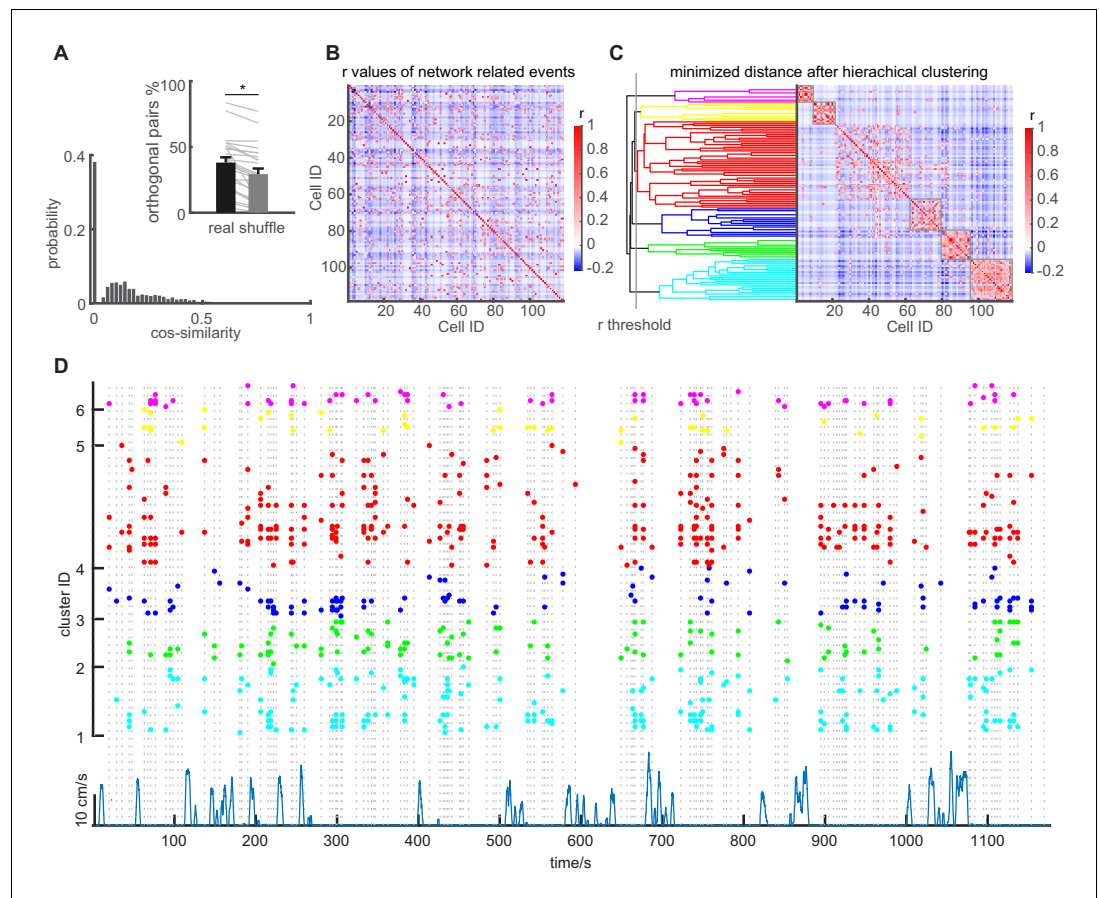 A
B
C
100
50
0
orthogonal pairs %
*
real shuffle
0.4
0.2
0
probability
0
0.5
1
cos-similarity
r values of network related events
20
40
60
80
100
Cell ID
20 40 60 80 100
Cell ID
r
1
0.8
0.6
0.4
0.2
0
-0.2
minimized distance after hierachical clustering
r threshold
20 40 60 80 100
Cell ID
r
1
0.8
0.6
0.4
0.2
0
-0.2
D
6
5
4
3
2
1
cluster ID
10 cm/s
100 200 300 400 500 600 700 800 900 1000 1100
time/s